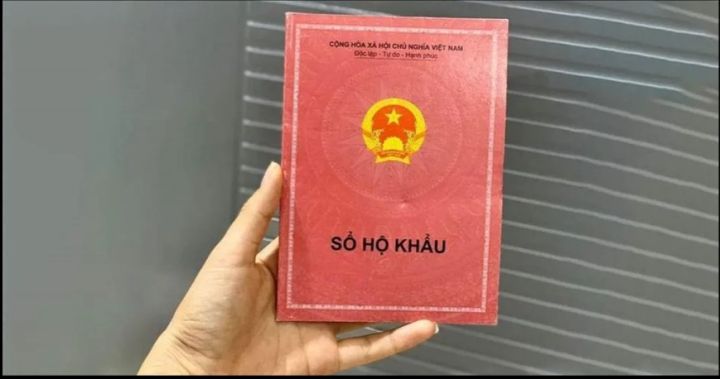 CỘNG HÒA XÃ HỘI CHỦ NGHĨA VIỆT NAM
Độc lập - Tự do - Hạnh phúc
SỔ HỘ KHẨU